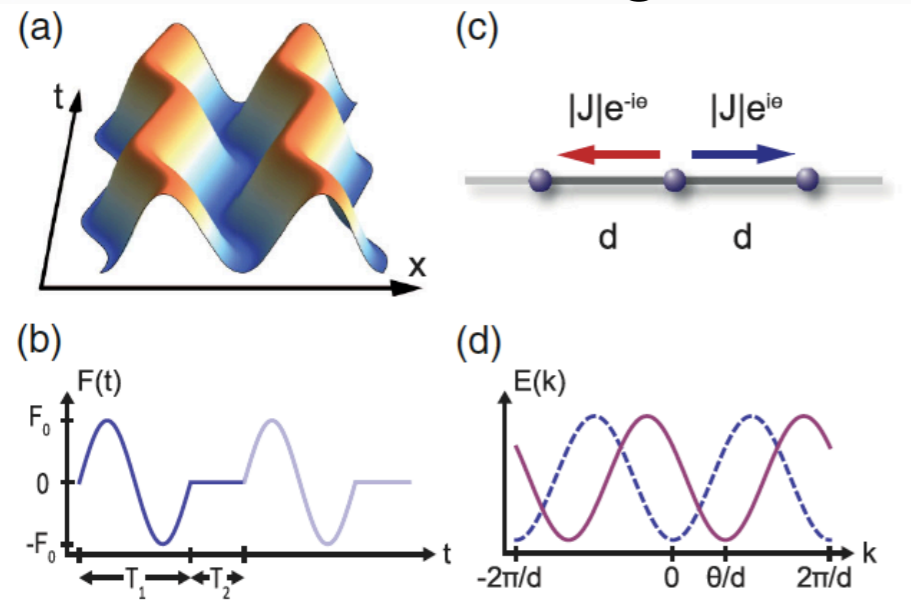 (a)
t
x
(b)
F(t)
F₀
0
-F₀
t
T₁
T₂
(c)
|J|e⁻ⁱᶿ
|J|eⁱᶿ
d
d
(d)
E(k)
k
-2π/d
0
θ/d
2π/d